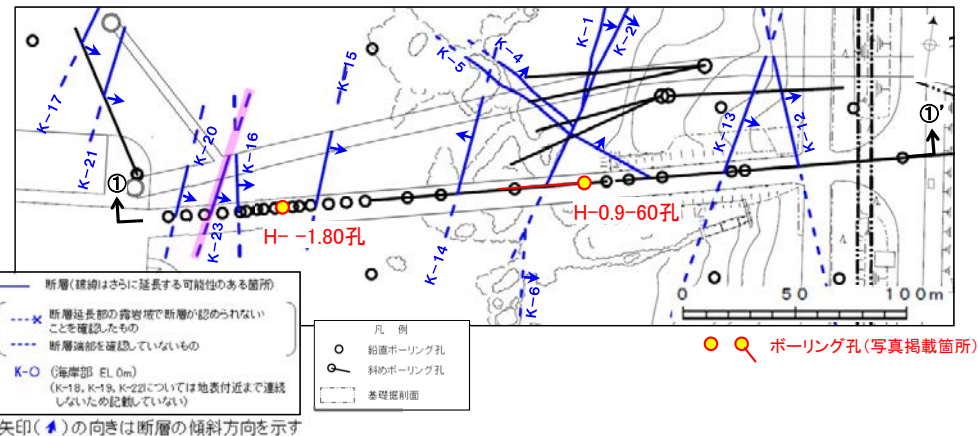 K-1
K-2
K-4
K-5
K-15
K-17
K-20
K-16
K-21
K-13
K-12
①
①’
K-23
H- -1.80孔
H-0.9-60孔
K-14
K-6
0 50 100m
断層(破線はさらに延長する可能性のある箇所)
断層延長部の露岩域で断層が認められない
ことを確認したもの
断層端部を確認していないもの
K-○ (海岸部 EL 0m)
(K-18, K-19, K-22については地表付近まで連続
しないため記載していない)
凡 例
鉛直ボーリング孔
斜めボーリング孔
基礎掘削面
ボーリング孔(写真掲載箇所)
矢印( )の向きは断層の傾斜方向を示す